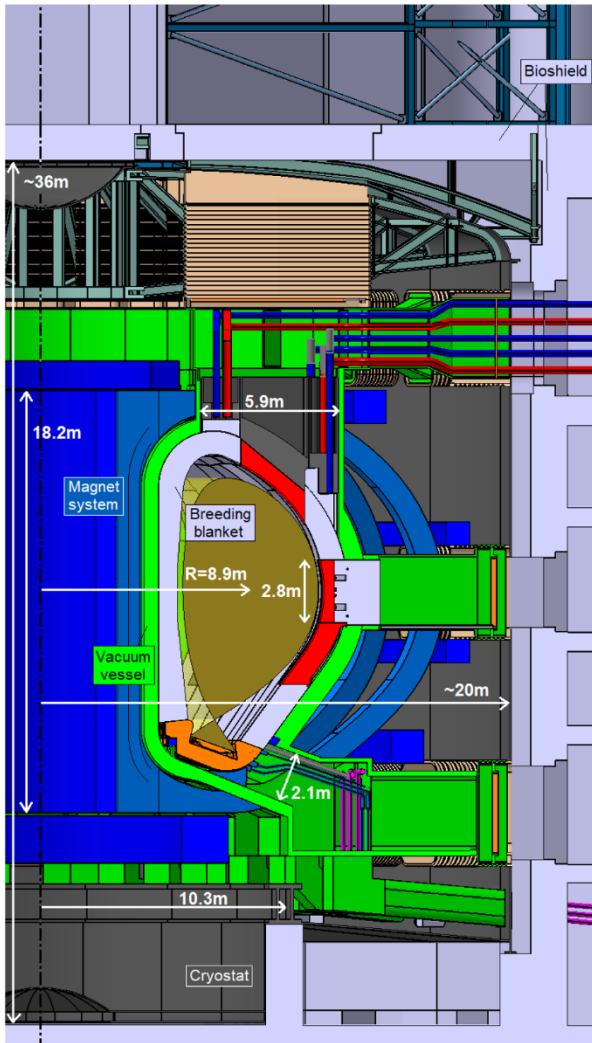 Bioshield
~36m
5.9m
18.2m
Magnet
system
Breeding
blanket
R=8.9m
2.8m
Vacuum
vessel
~20m
2.1m
10.3m
Cryostat